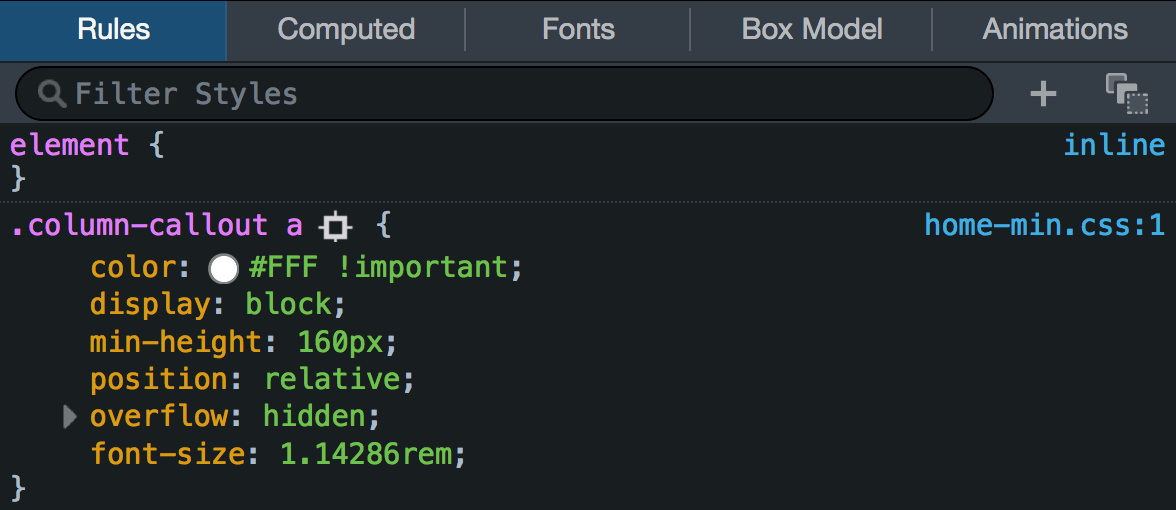 Rules Computed Fonts Box Model Animations
Filter Styles
element { inline
}
.column-callout a { home-min.css:1
color: #FFF !important;
display: block;
min-height: 160px;
position: relative;
overflow: hidden;
font-size: 1.14286rem;
}